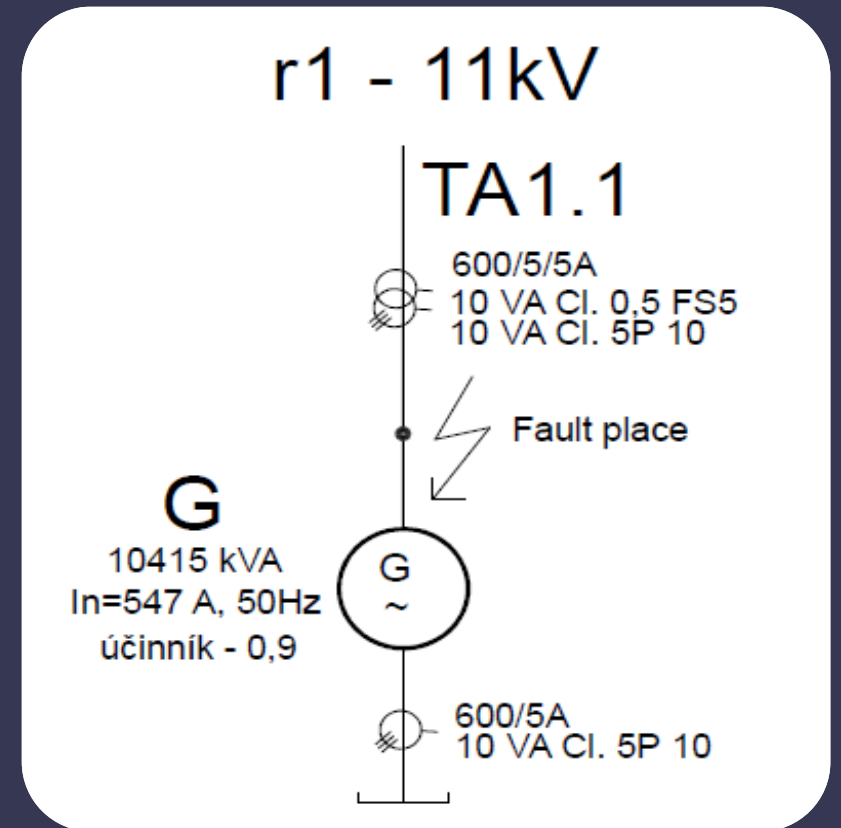 r1 - 11kV
TA1.1
600/5/5A
10 VA Cl. 0,5 FS5
10 VA Cl. 5P 10
Fault place
G
10415 kVA
In=547 A, 50Hz
účinník - 0,9
G
~
600/5A
10 VA Cl. 5P 10